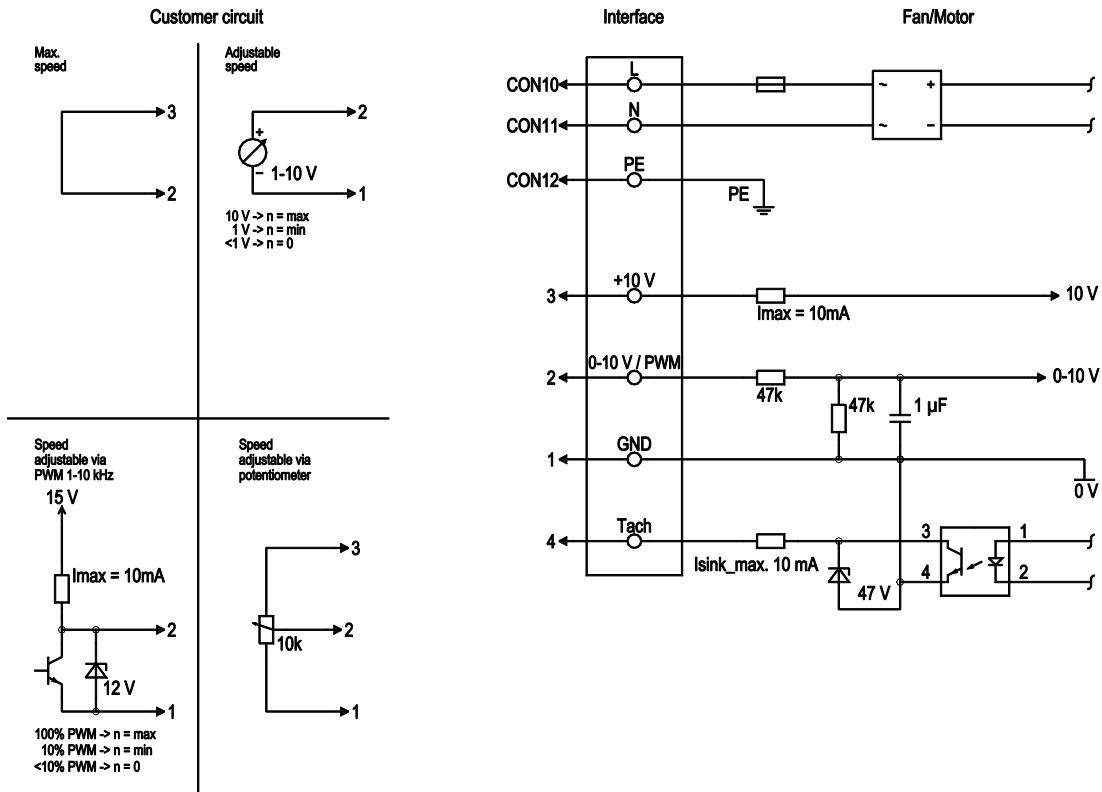 Customer circuit
Interface
Fan/Motor
Max.
speed
3
2
Adjustable
speed
2
+
– 1-10 V
1
10 V -> n = max
1 V -> n = min
<1 V -> n = 0
Speed
adjustable via
PWM 1-10 kHz
15 V
Imax = 10mA
2
12 V
1
100% PWM -> n = max
10% PWM -> n = min
<10% PWM -> n = 0
Speed
adjustable via
potentiometer
3
2
10k
1
L
CON10
~ +
N
CON11
~ –
PE
CON12
PE
+10 V
3
10 V
Imax = 10mA
0-10 V / PWM
2
0-10 V
47k
47k
1 µF
GND
1
0 V
Tach
4
3
1
Isink_max. 10 mA
4
2
47 V